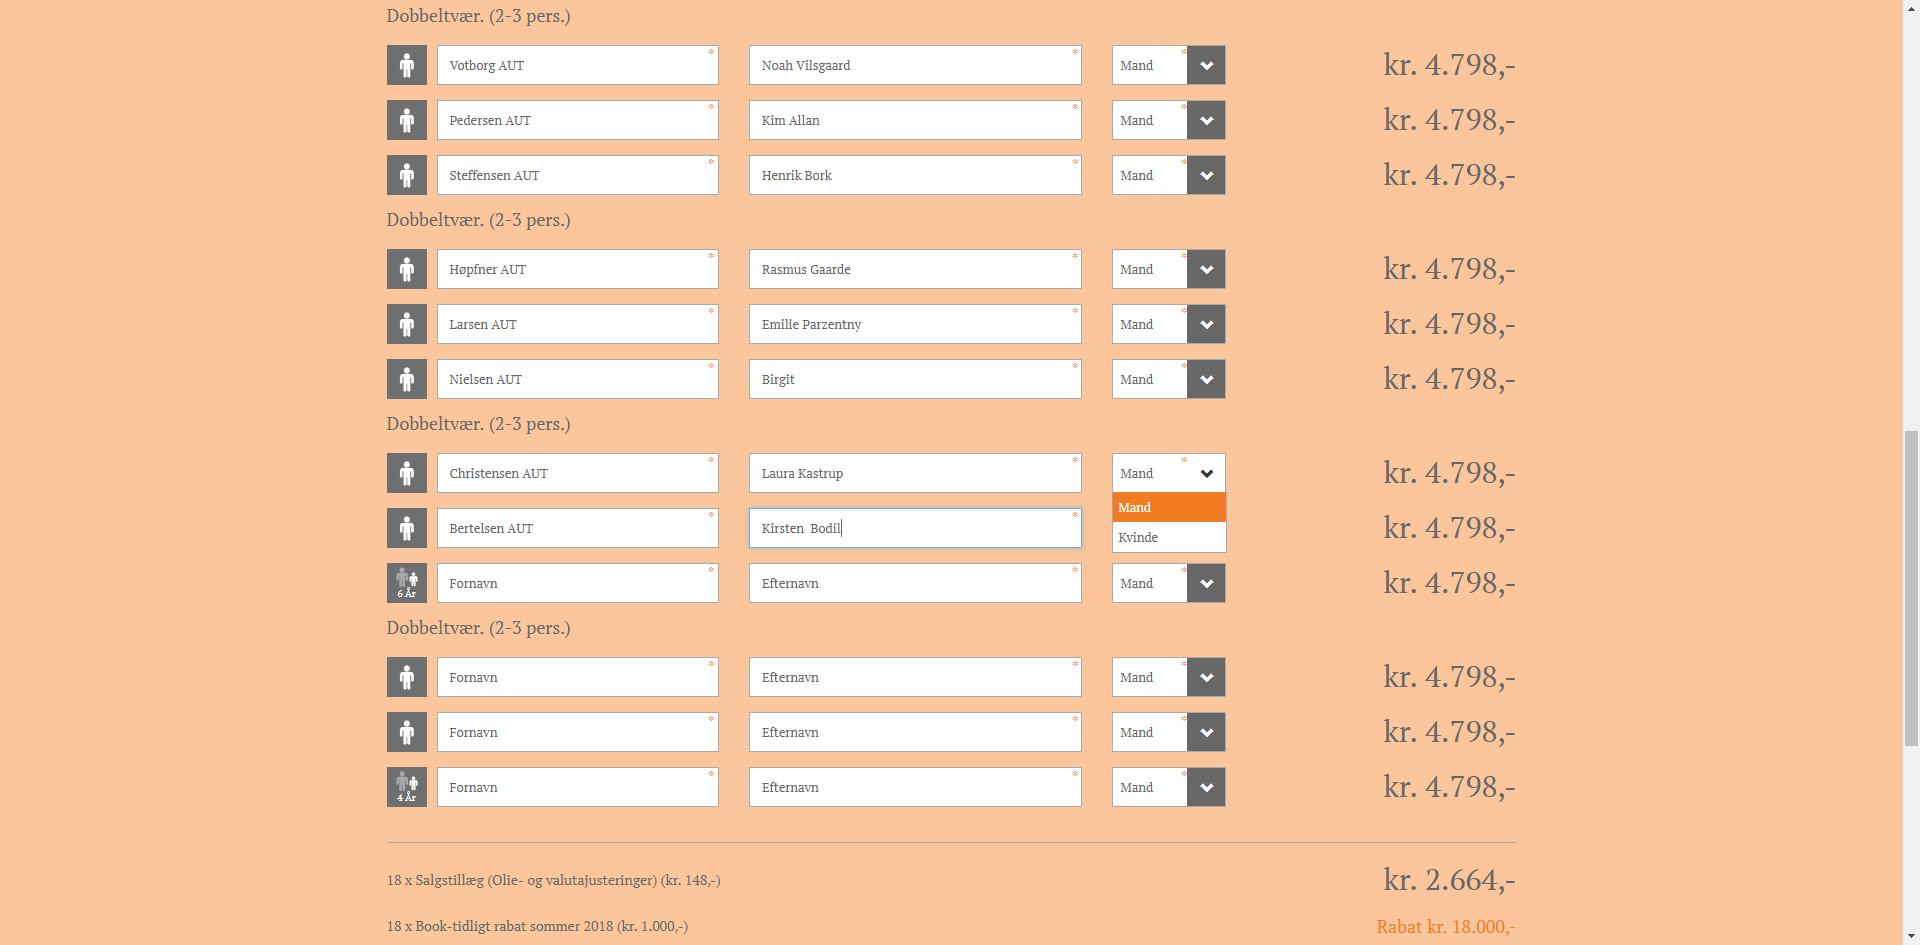 Dobbeltvær. (2-3 pers.)
Votborg AUT * Noah Vilsgaard * Mand * kr. 4.798,-
Pedersen AUT * Kim Allan * Mand * kr. 4.798,-
Steffensen AUT * Henrik Bork * Mand * kr. 4.798,-
Dobbeltvær. (2-3 pers.)
Høpfner AUT * Rasmus Gaarde * Mand * kr. 4.798,-
Larsen AUT * Emilie Parzentny * Mand * kr. 4.798,-
Nielsen AUT * Birgit * Mand * kr. 4.798,-
Dobbeltvær. (2-3 pers.)
Christensen AUT * Laura Kastrup * Mand * kr. 4.798,-
Mand
Bertelsen AUT * Kirsten  Bodil * kr. 4.798,-
Kvinde
6 År Fornavn * Efternavn * Mand * kr. 4.798,-
Dobbeltvær. (2-3 pers.)
Fornavn * Efternavn * Mand * kr. 4.798,-
Fornavn * Efternavn * Mand * kr. 4.798,-
4 År Fornavn * Efternavn * Mand * kr. 4.798,-
18 x Salgstillæg (Olie- og valutajusteringer) (kr. 148,-) kr. 2.664,-
18 x Book-tidligt rabat sommer 2018 (kr. 1.000,-) Rabat kr. 18.000,-